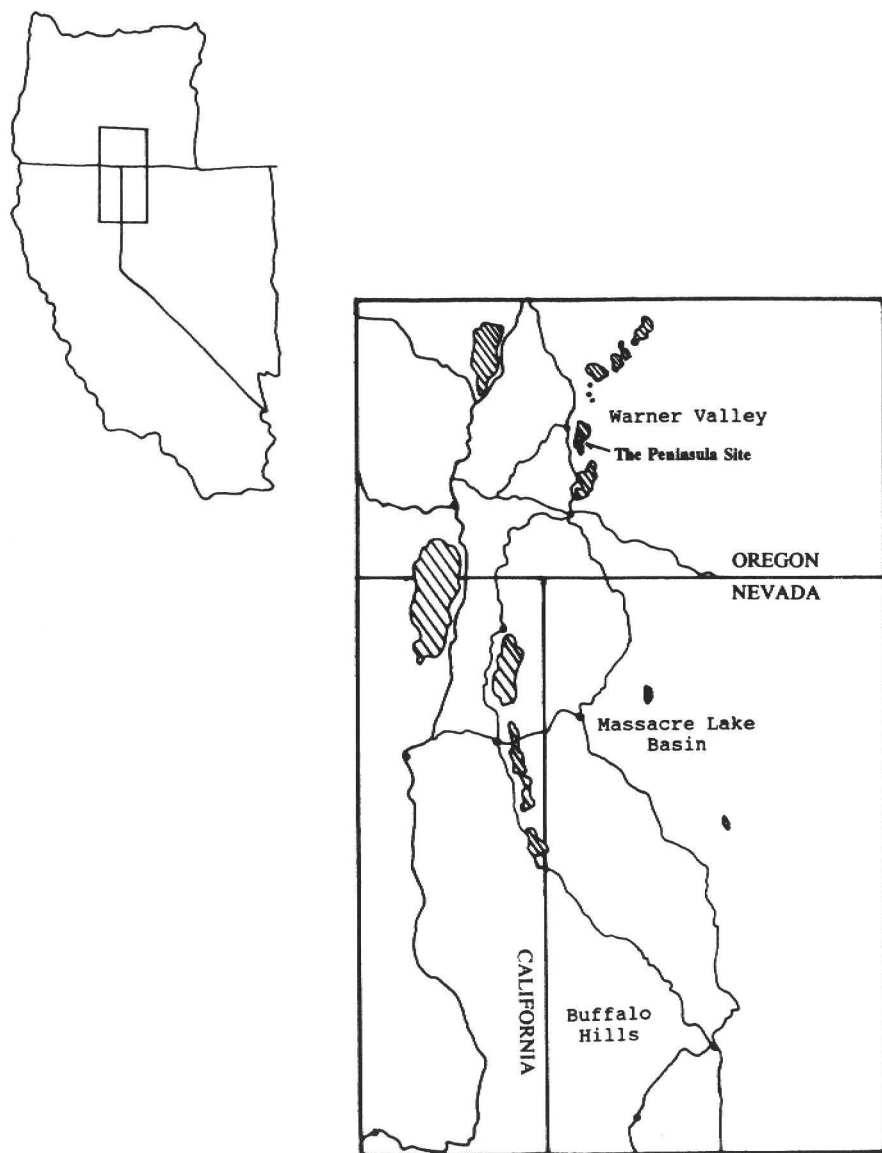 Warner Valley
The Peninsula Site
OREGON
NEVADA
Massacre Lake
Basin
CALIFORNIA
Buffalo
Hills